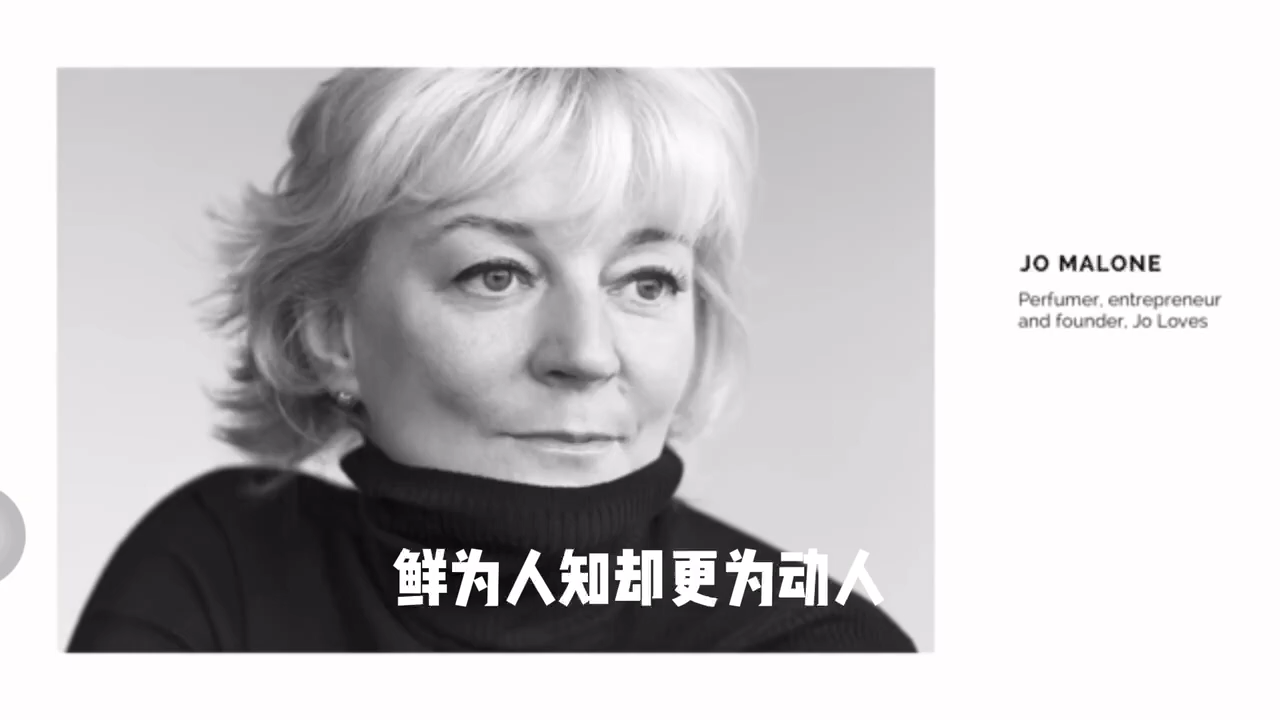 JO MALONE
Perfumer, entrepreneur
and founder, Jo Loves
鲜为人知却更为动人